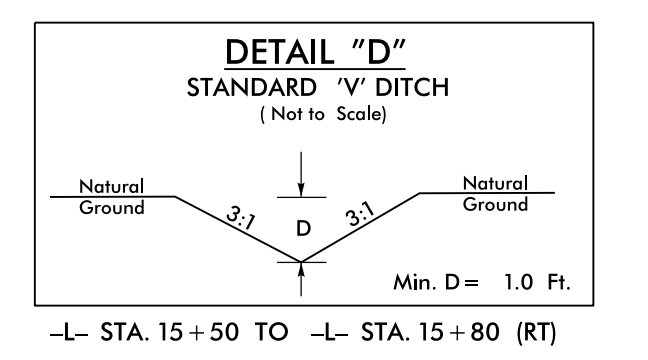 DETAIL "D"
STANDARD 'V' DITCH
( Not to Scale)
Natural
Ground
3:1
D
3:1
Natural
Ground
Min. D = 1.0 Ft.
–L– STA. 15+50 TO –L– STA. 15+80 (RT)